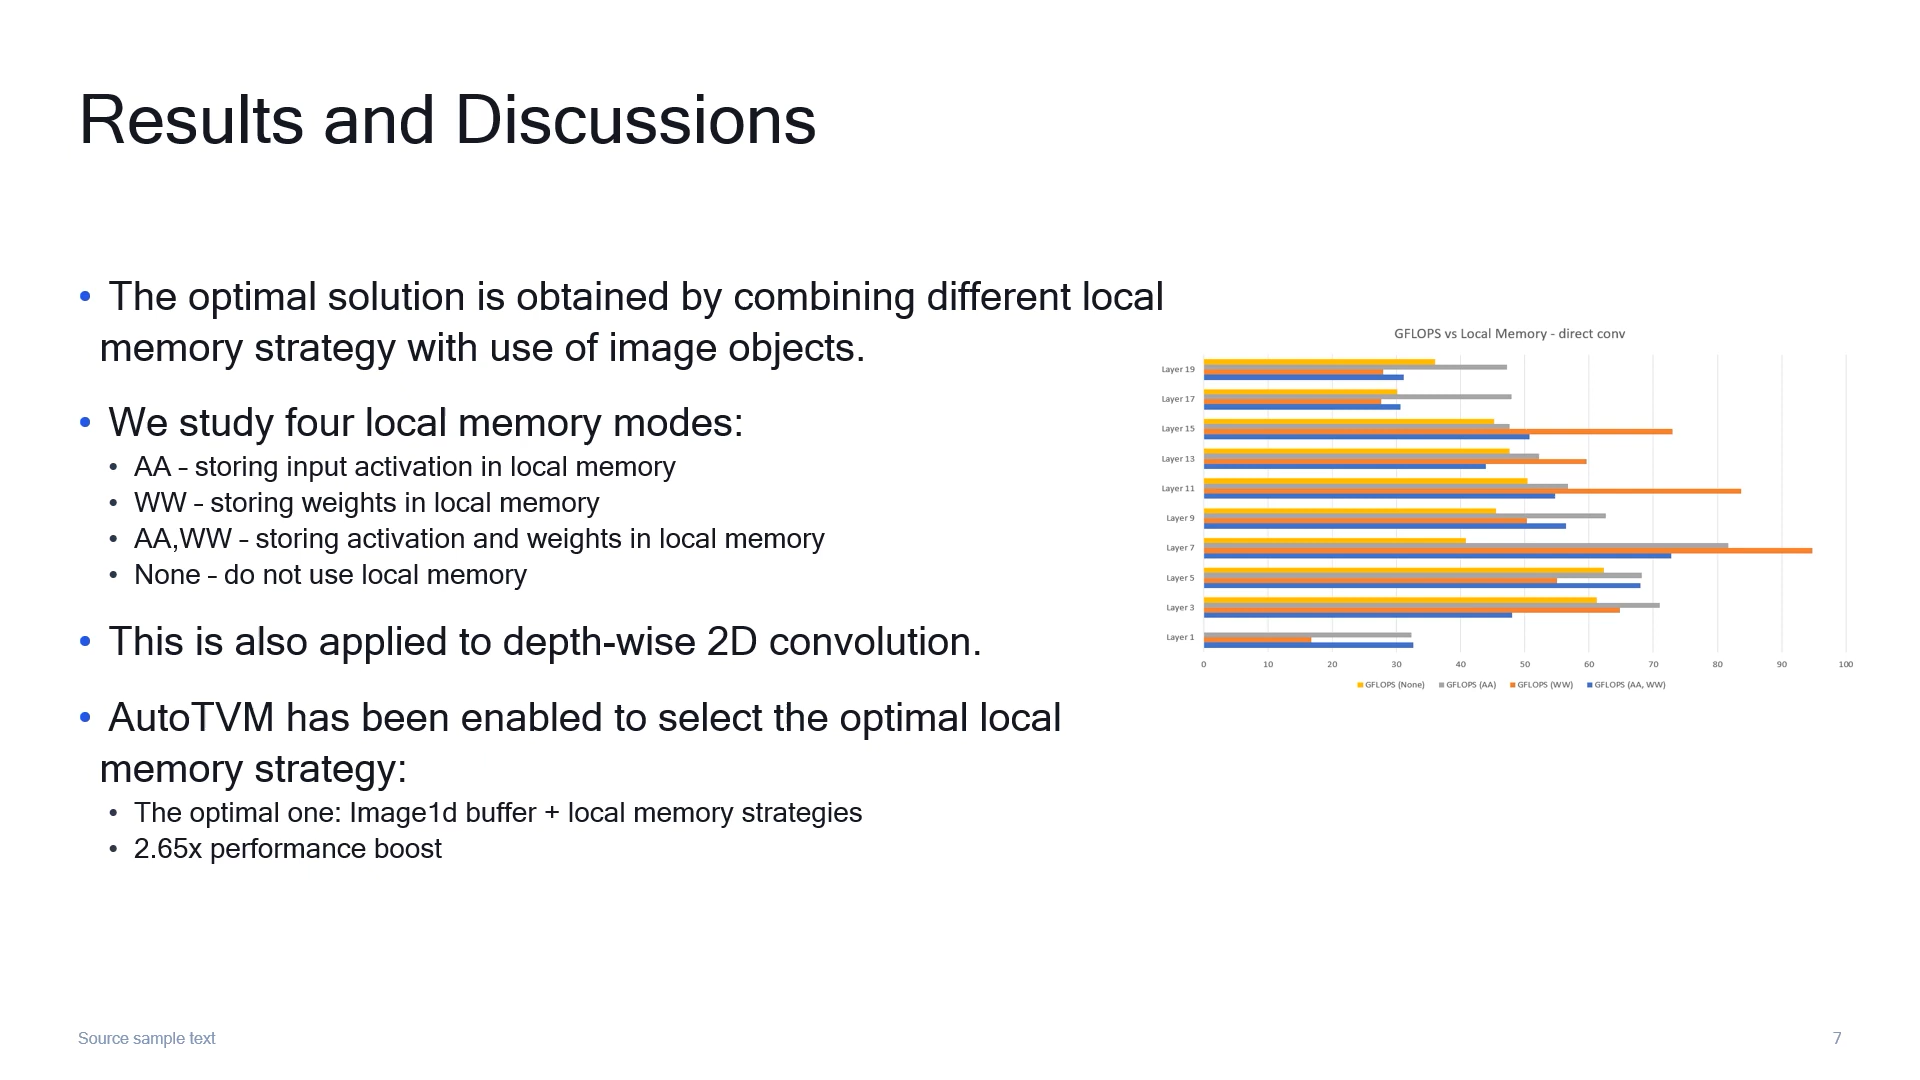 Results and Discussions
• The optimal solution is obtained by combining different local
memory strategy with use of image objects.
• We study four local memory modes:
• AA – storing input activation in local memory
• WW – storing weights in local memory
• AA,WW – storing activation and weights in local memory
• None – do not use local memory
• This is also applied to depth-wise 2D convolution.
• AutoTVM has been enabled to select the optimal local
memory strategy:
• The optimal one: Image1d buffer + local memory strategies
• 2.65x performance boost
GFLOPS vs Local Memory - direct conv
Layer 19
Layer 17
Layer 15
Layer 13
Layer 11
Layer 9
Layer 7
Layer 5
Layer 3
Layer 1
0 10 20 30 40 50 60 70 80 90 100
GFLOPS (None) GFLOPS (AA) GFLOPS (WW) GFLOPS (AA, WW)
Source sample text
7